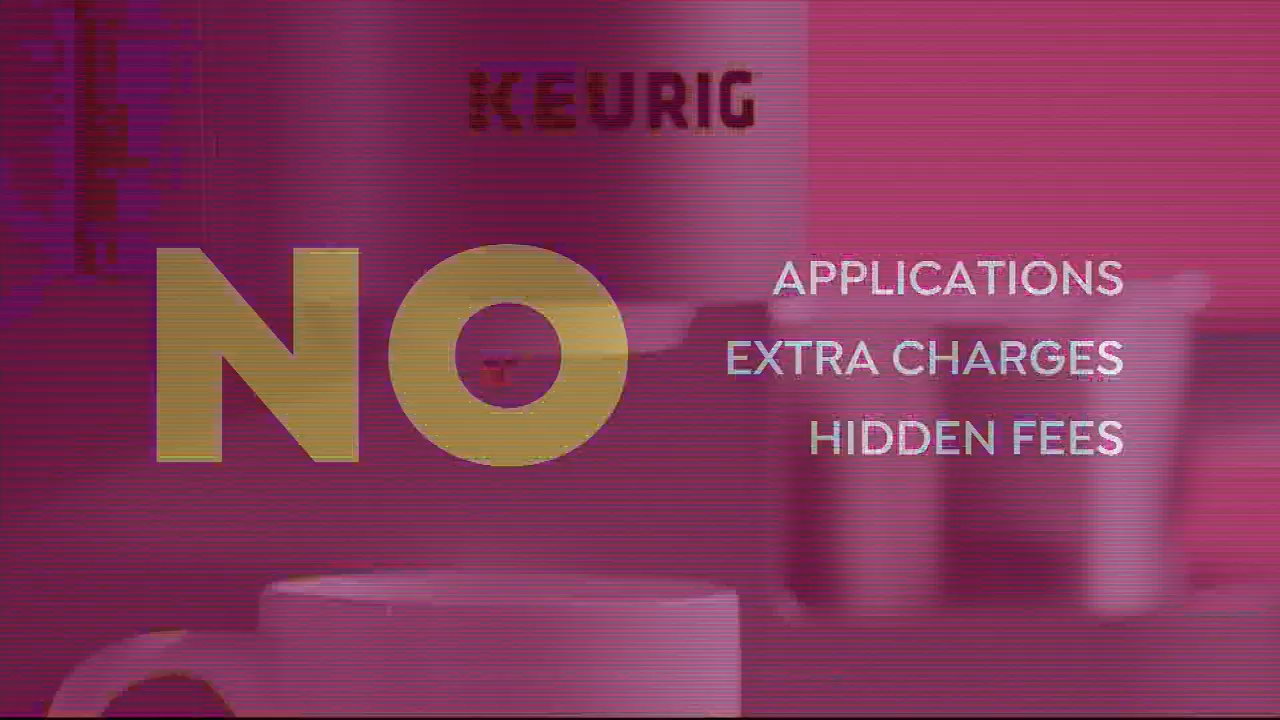 KEURIG
NO
APPLICATIONS
EXTRA CHARGES
HIDDEN FEES